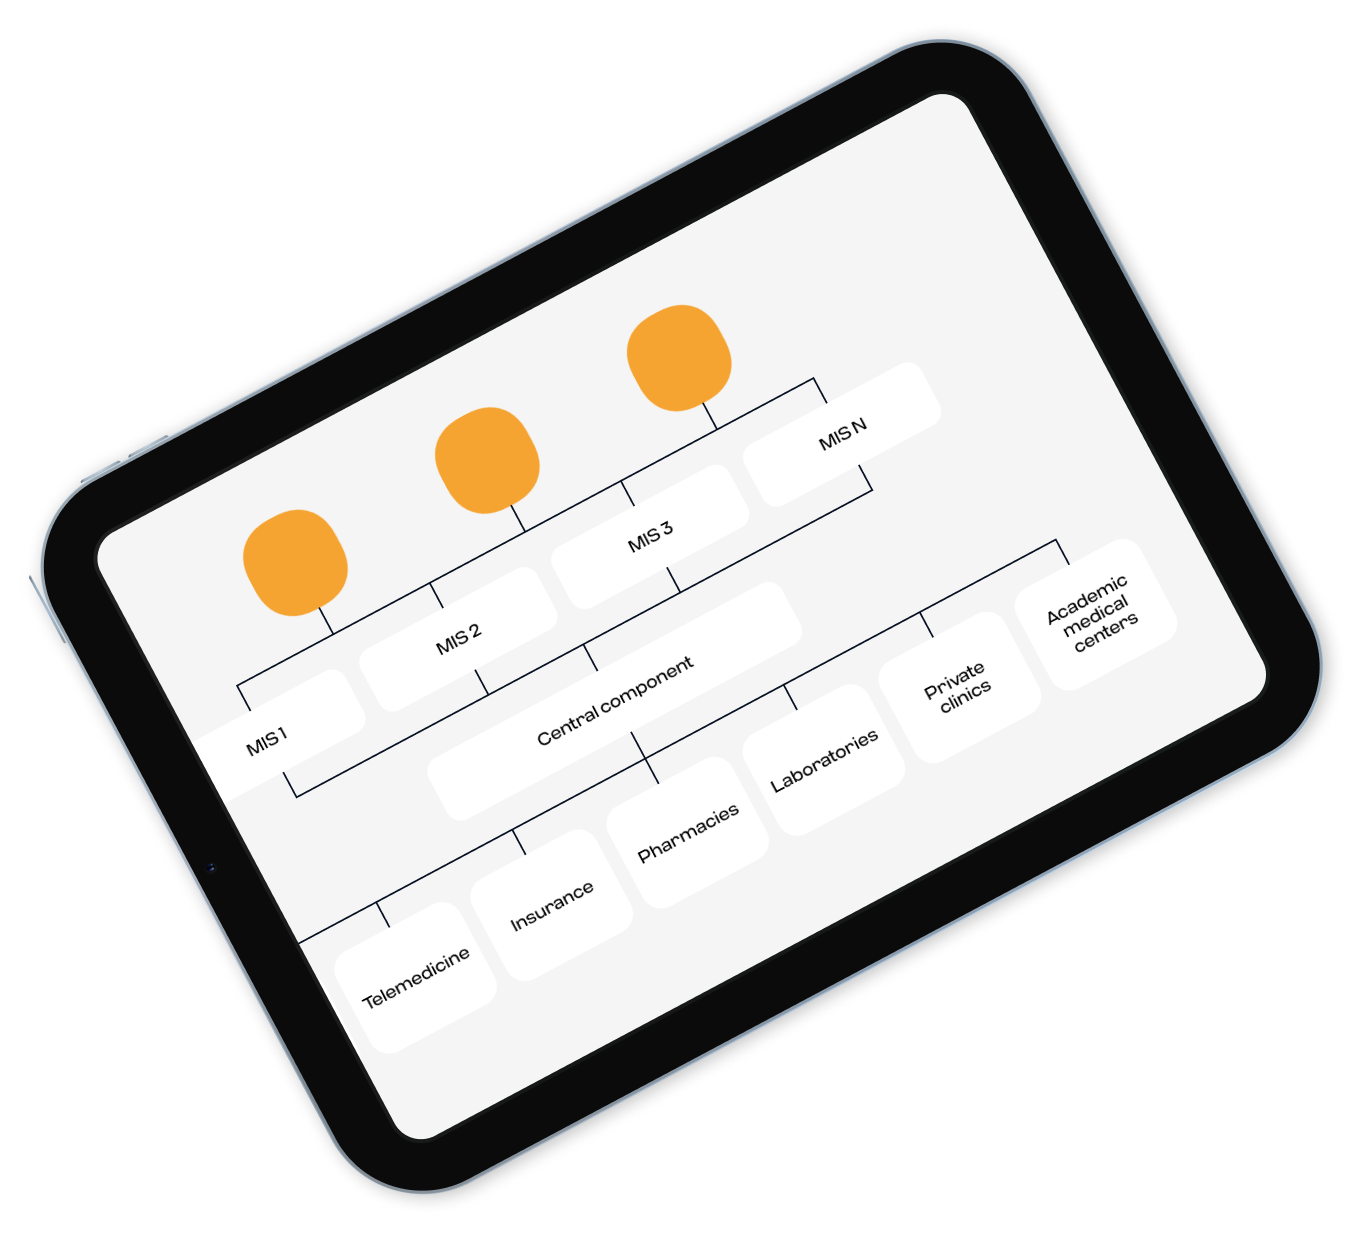 MIS 1
MIS 2
MIS 3
MIS N
Central component
Telemedicine
Insurance
Pharmacies
Laboratories
Private
clinics
Academic
medical
centers